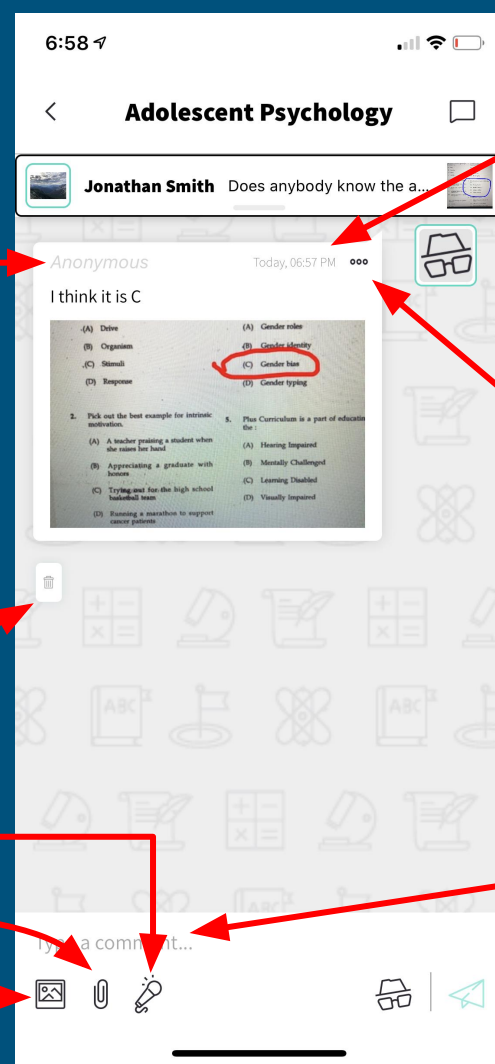 6:58
Adolescent Psychology
Jonathan Smith Does anybody know the a...
Anonymous
Today, 06:57 PM
I think it is C
(A) Drive
(B) Organism
(C) Stimuli
(D) Response
2. Pick out the best example for intrinsic
motivation.
(A) A teacher praising a student when
she raises her hand
(B) Appreciating a graduate with
honors
(C) Trying out for the high school
basketball team
(D) Running a marathon to support
cancer patients
(A) Gender roles
(B) Gender identity
(C) Gender bias
(D) Gender typing
5. Plus Curriculum is a part of educatin
the :
(A) Hearing Impaired
(B) Mentally Challenged
(C) Learning Disabled
(D) Visually Impaired
ABC
ABC
ABC
a